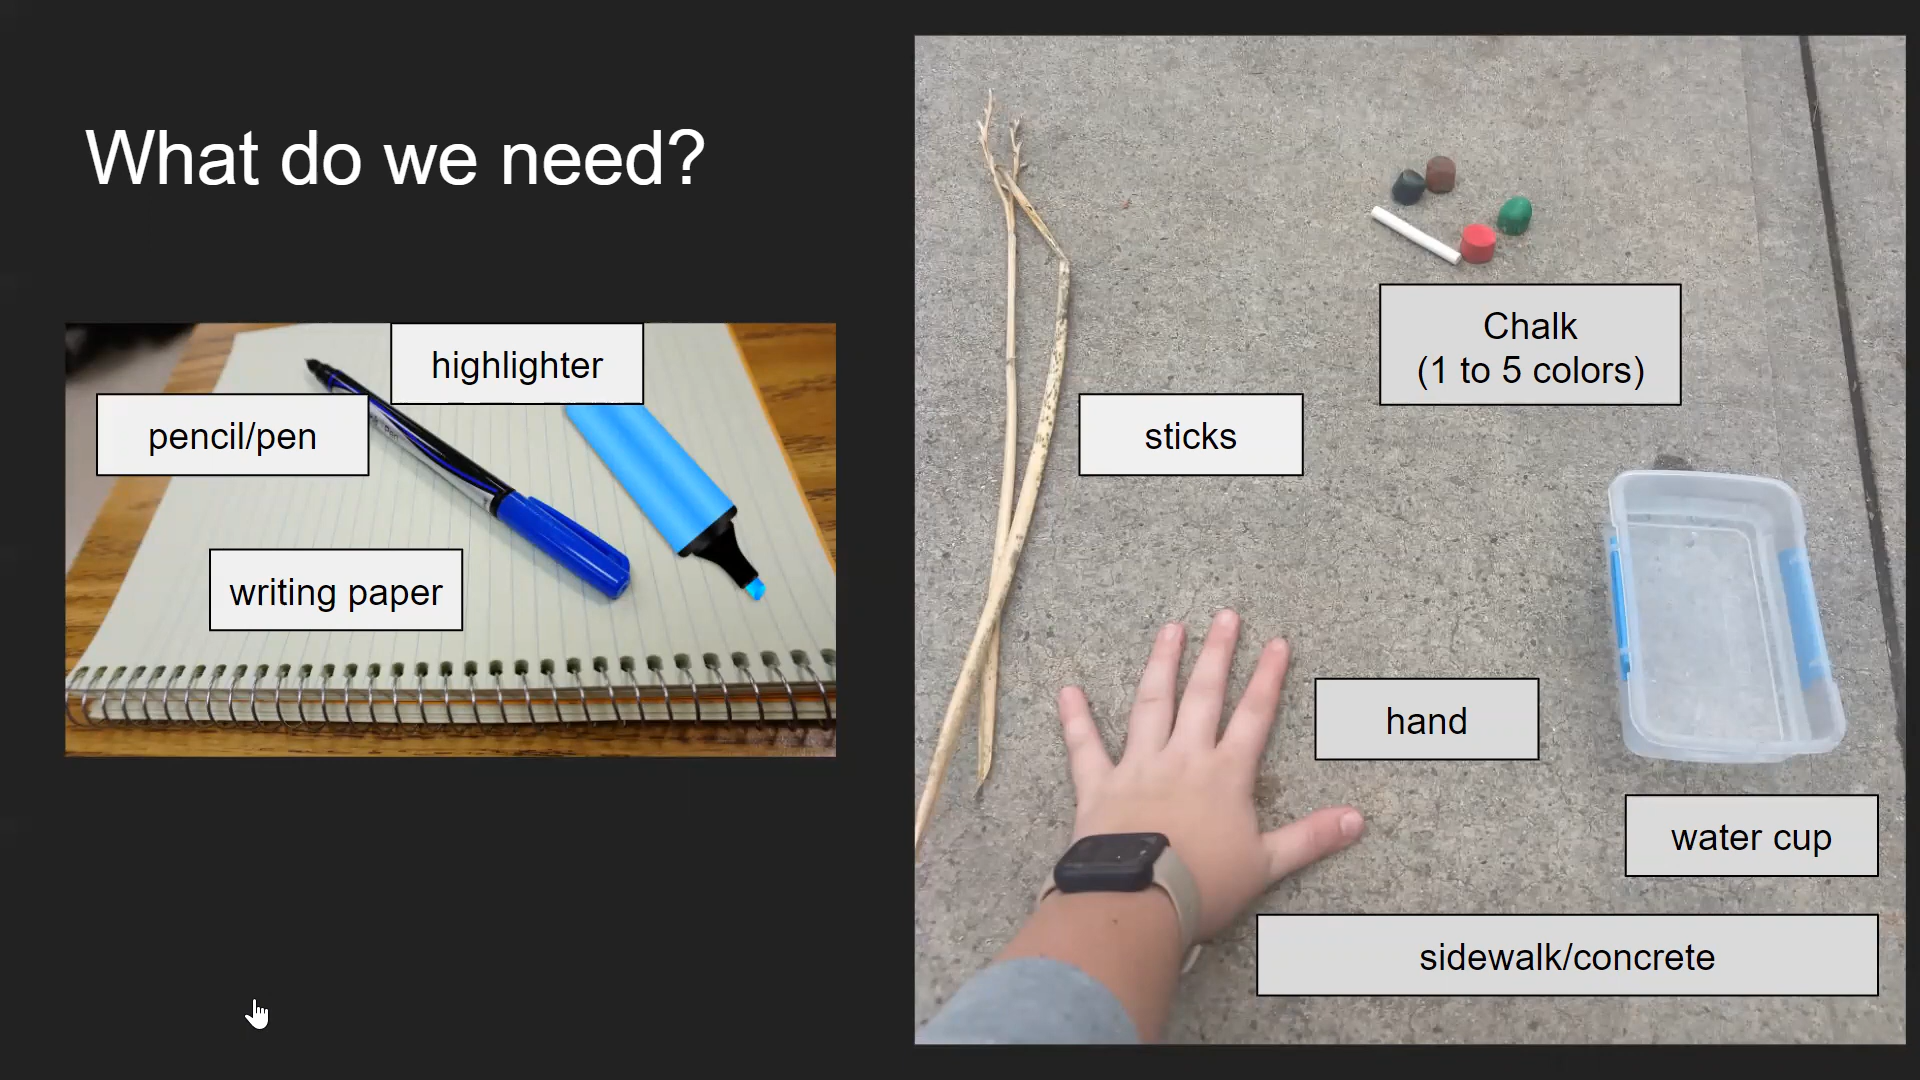 What do we need?
highlighter
pencil/pen
writing paper
Chalk
(1 to 5 colors)
sticks
hand
water cup
sidewalk/concrete